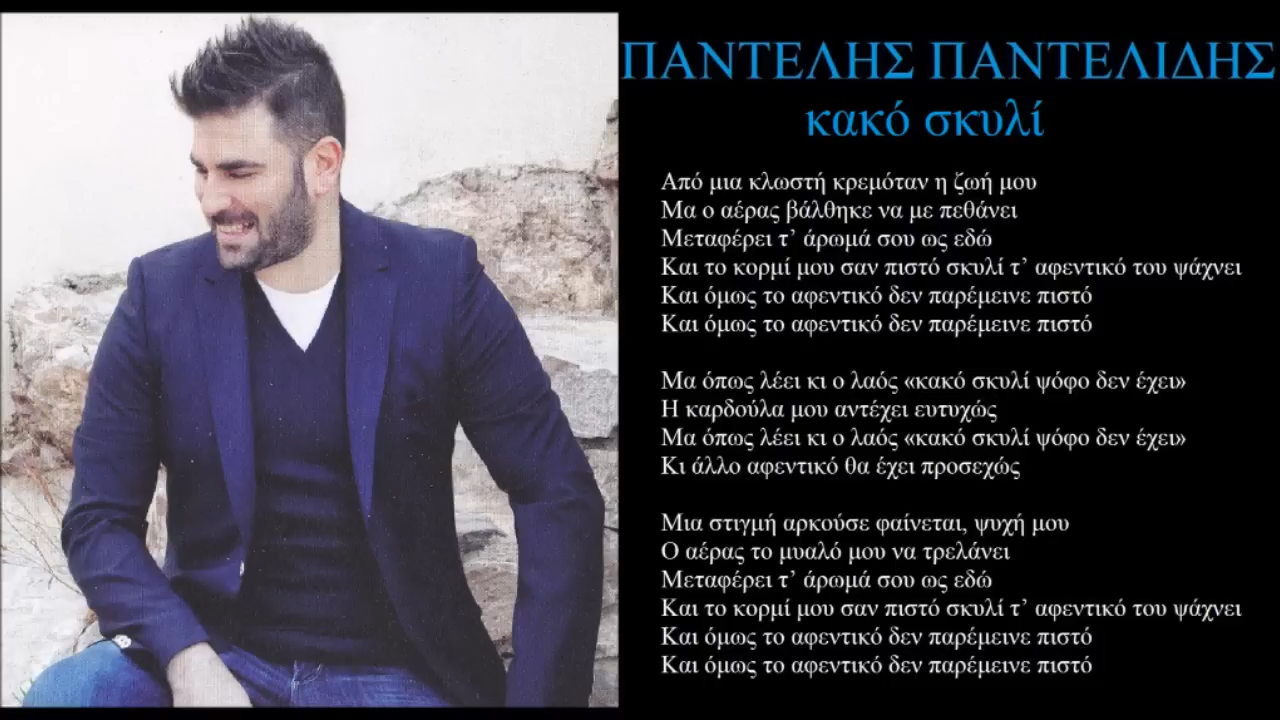 ΠΑΝΤΕΛΗΣ ΠΑΝΤΕΛΙΔΗΣ
κακό σκυλί
Από μια κλωστή κρεμόταν η ζωή μου
Μα ο αέρας βάλθηκε να με πεθάνει
Μεταφέρει τ’ άρωμά σου ως εδώ
Και το κορμί μου σαν πιστό σκυλί τ’ αφεντικό του ψάχνει
Και όμως το αφεντικό δεν παρέμεινε πιστό
Και όμως το αφεντικό δεν παρέμεινε πιστό
Μα όπως λέει κι ο λαός «κακό σκυλί ψόφο δεν έχει»
Η καρδούλα μου αντέχει ευτυχώς
Μα όπως λέει κι ο λαός «κακό σκυλί ψόφο δεν έχει»
Κι άλλο αφεντικό θα έχει προσεχώς
Μια στιγμή αρκούσε φαίνεται, ψυχή μου
Ο αέρας το μυαλό μου να τρελάνει
Μεταφέρει τ’ άρωμά σου ως εδώ
Και το κορμί μου σαν πιστό σκυλί τ’ αφεντικό του ψάχνει
Και όμως το αφεντικό δεν παρέμεινε πιστό
Και όμως το αφεντικό δεν παρέμεινε πιστό